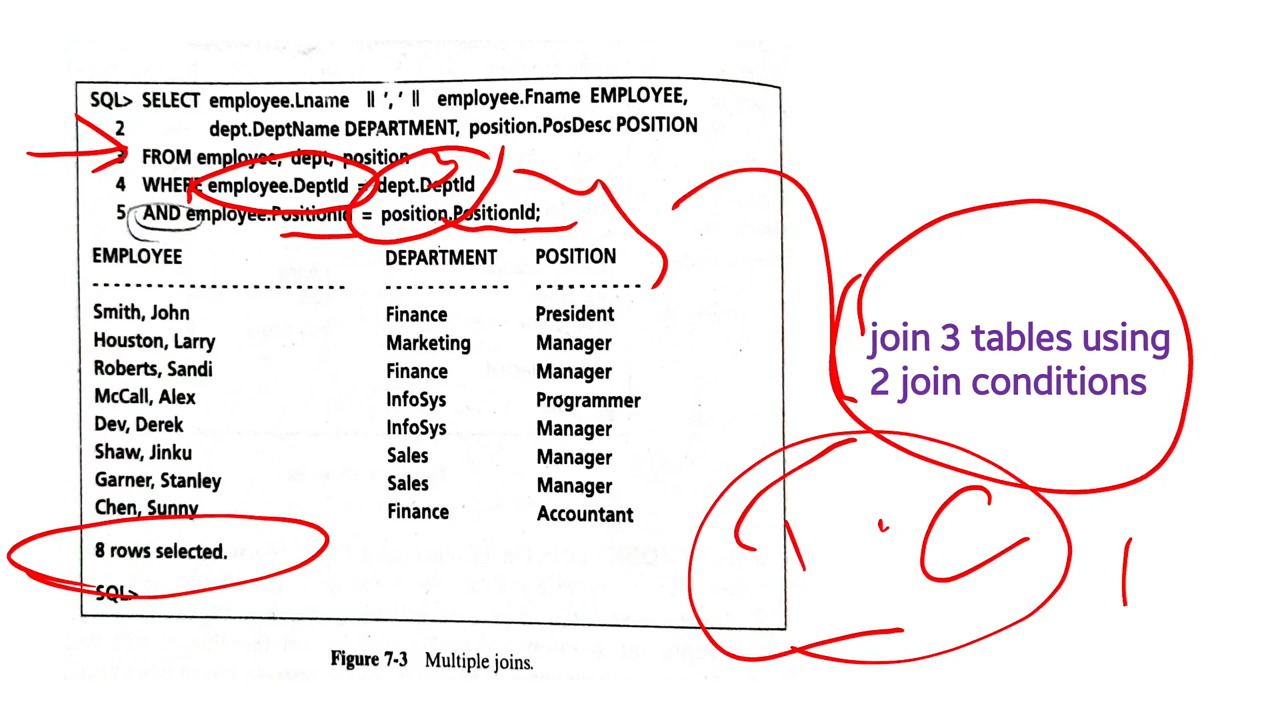 SQL> SELECT employee.Lname || ',' || employee.Fname EMPLOYEE,
2 dept.DeptName DEPARTMENT, position.PosDesc POSITION
3 FROM employee, dept, position
4 WHERE employee.DeptId = dept.DeptId
5 AND employee.PositionId = position.PositionId;
EMPLOYEE DEPARTMENT POSITION
Smith, John Finance President
Houston, Larry Marketing Manager
Roberts, Sandi Finance Manager
McCall, Alex InfoSys Programmer
Dev, Derek InfoSys Manager
Shaw, Jinku Sales Manager
Garner, Stanley Sales Manager
Chen, Sunny Finance Accountant
8 rows selected.
SQL>
Figure 7-3 Multiple joins.
join 3 tables using
2 join conditions